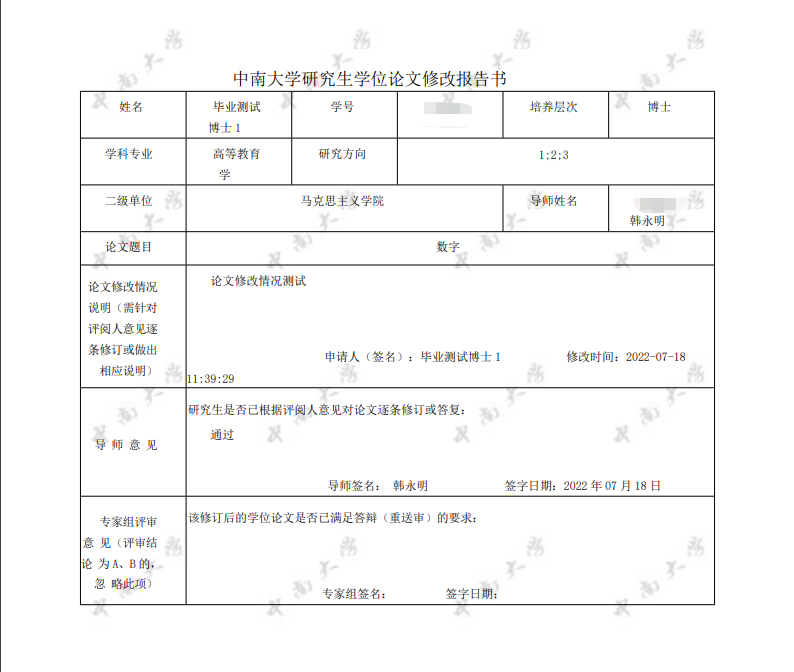 中南大学研究生学位论文修改报告书
姓名 毕业测试 学号 培养层次 博士
博士 1
学科专业 高等教育 研究方向 1;2;3
学
二级单位 马克思主义学院 导师姓名
韩永明
论文题目 数字
论文修改情况 论文修改情况测试
说明（需针对
评阅人意见逐
条修订或做出 申请人（签名）：毕业测试博士 1 修改时间：2022-07-18
相应说明） 11:39:29
研究生是否已根据评阅人意见对论文逐条修订或答复：
通过
导 师 意 见
导师签名： 韩永明 签字日期：2022 年 07 月 18 日
该修订后的学位论文是否已满足答辩（重送审）的要求：
专家组评审
意 见（评审结
论 为 A、B 的，
忽 略此项）
专家组签名： 签字日期：